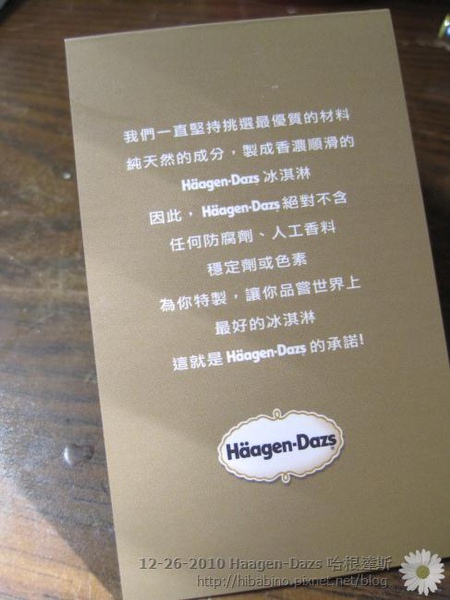 我們一直堅持挑選最優質的材料
純天然的成分，製成香濃順滑的
Häagen-Dazs 冰淇淋
因此，Häagen-Dazs 絕對不含
任何防腐劑、人工香料
穩定劑或色素
為你特製，讓你品嘗世界上
最好的冰淇淋
這就是 Häagen-Dazs 的承諾!
Häagen-Dazs
12-26-2010 Haagen-Dazs 哈根達斯
http://hibabino.pixnet.net/blog